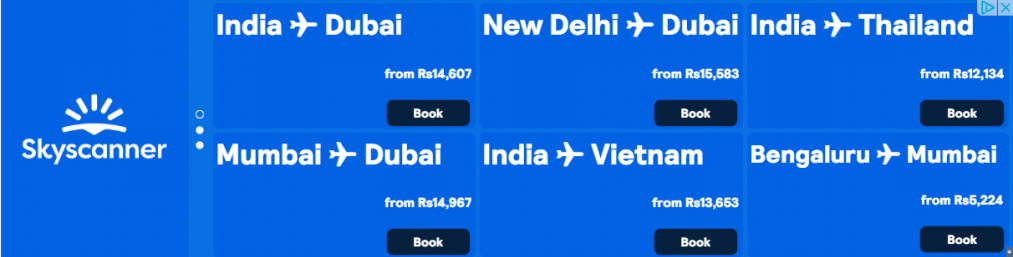 Skyscanner
India ✈ Dubai
from Rs14,607
Book
New Delhi ✈ Dubai
from Rs15,583
Book
India ✈ Thailand
from Rs12,134
Book
Mumbai ✈ Dubai
from Rs14,967
Book
India ✈ Vietnam
from Rs13,653
Book
Bengaluru ✈ Mumbai
from Rs5,224
Book